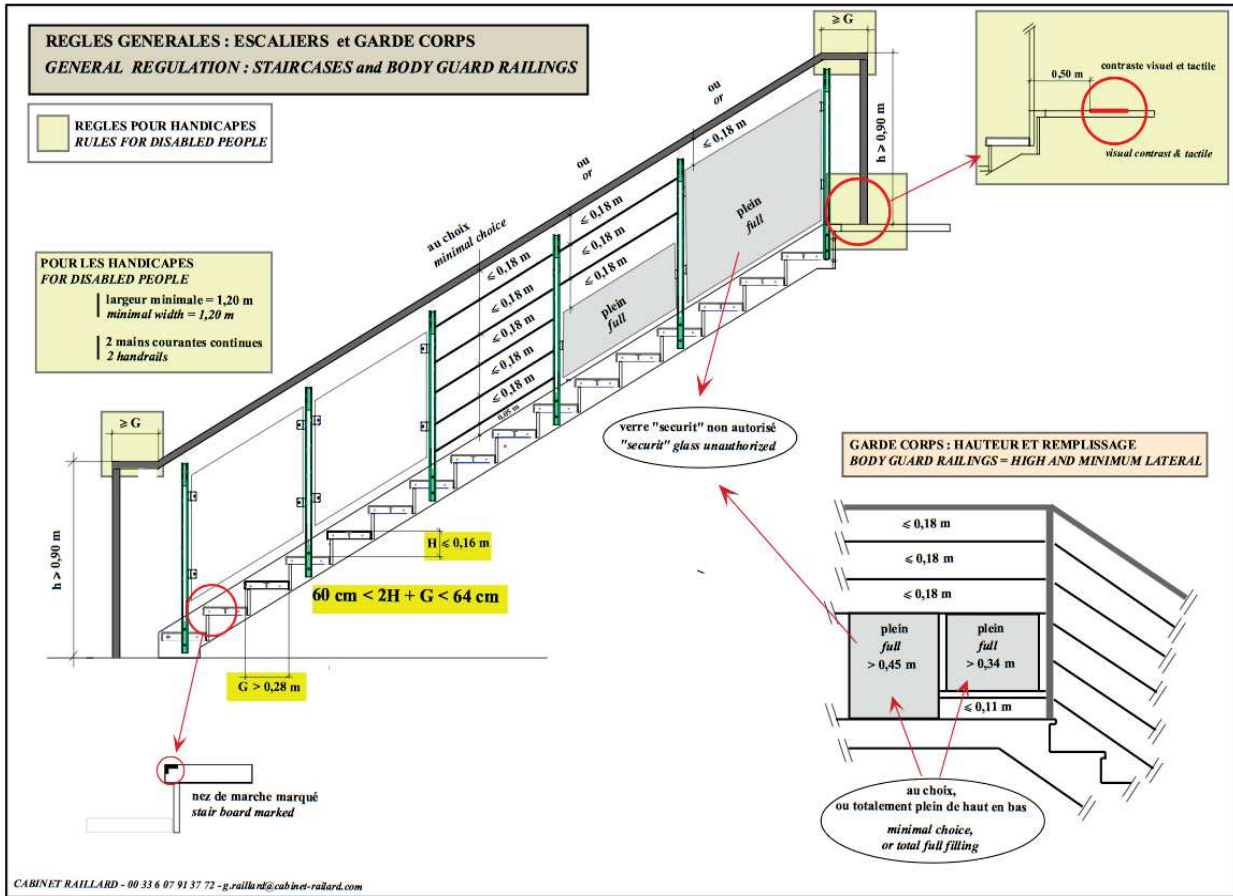 REGLES GENERALES : ESCALIERS et GARDE CORPS
GENERAL REGULATION : STAIRCASES and BODY GUARD RAILINGS
REGLES POUR HANDICAPES
RULES FOR DISABLED PEOPLE
POUR LES HANDICAPES
FOR DISABLED PEOPLE
largeur minimale = 1,20 m
minimal width = 1,20 m
2 mains courantes continues
2 handrails
≥ G
h ≥ 0,90 m
au choix
minimal choice
ou
or
ou
or
≤ 0,18 m
≤ 0,18 m
≤ 0,18 m
≤ 0,18 m
≤ 0,18 m
0,05 m
≤ 0,18 m
≤ 0,18 m
≤ 0,18 m
plein
full
≤ 0,18 m
plein
full
≥ G
h ≥ 0,90 m
contraste visuel et tactile
0,50 m
visual contrast & tactile
verre "securit" non autorisé
"securit" glass unauthorized
H ≤ 0,16 m
60 cm < 2H + G < 64 cm
G > 0,28 m
nez de marche marqué
stair board marked
GARDE CORPS : HAUTEUR ET REMPLISSAGE
BODY GUARD RAILINGS = HIGH AND MINIMUM LATERAL
≤ 0,18 m
≤ 0,18 m
≤ 0,18 m
plein
full
> 0,45 m
plein
full
> 0,34 m
≤ 0,11 m
au choix,
ou totalement plein de haut en bas
minimal choice,
or total full filling
CABINET RAILLARD - 00 33 6 07 91 37 72 - g.raillard@cabinet-railard.com